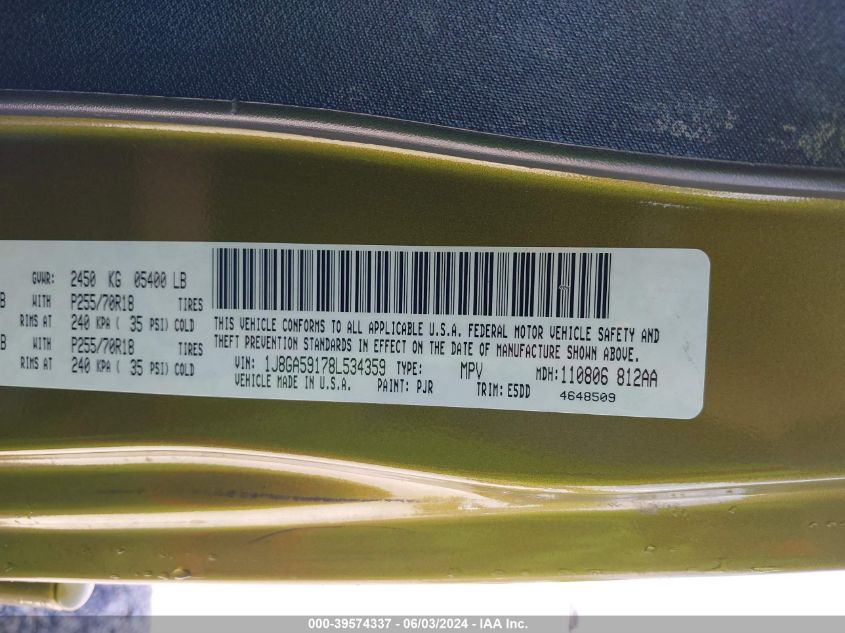 GVWR: 2450 KG 05400 LB
B WITH P255/70R18 TIRES
RIMS AT 240 KPA ( 35 PSI) COLD
B WITH P255/70R18 TIRES
RIMS AT 240 KPA ( 35 PSI) COLD
THIS VEHICLE CONFORMS TO ALL APPLICABLE U.S.A. FEDERAL MOTOR VEHICLE SAFETY AND
THEFT PREVENTION STANDARDS IN EFFECT ON THE DATE OF MANUFACTURE SHOWN ABOVE.
VIN: 1J8GA59178L534359 TYPE: MPV MDH: 110806 812AA
VEHICLE MADE IN U.S.A. PAINT: PJR TRIM: E5DD
4648509
000-39574337 - 06/03/2024 - IAA Inc.